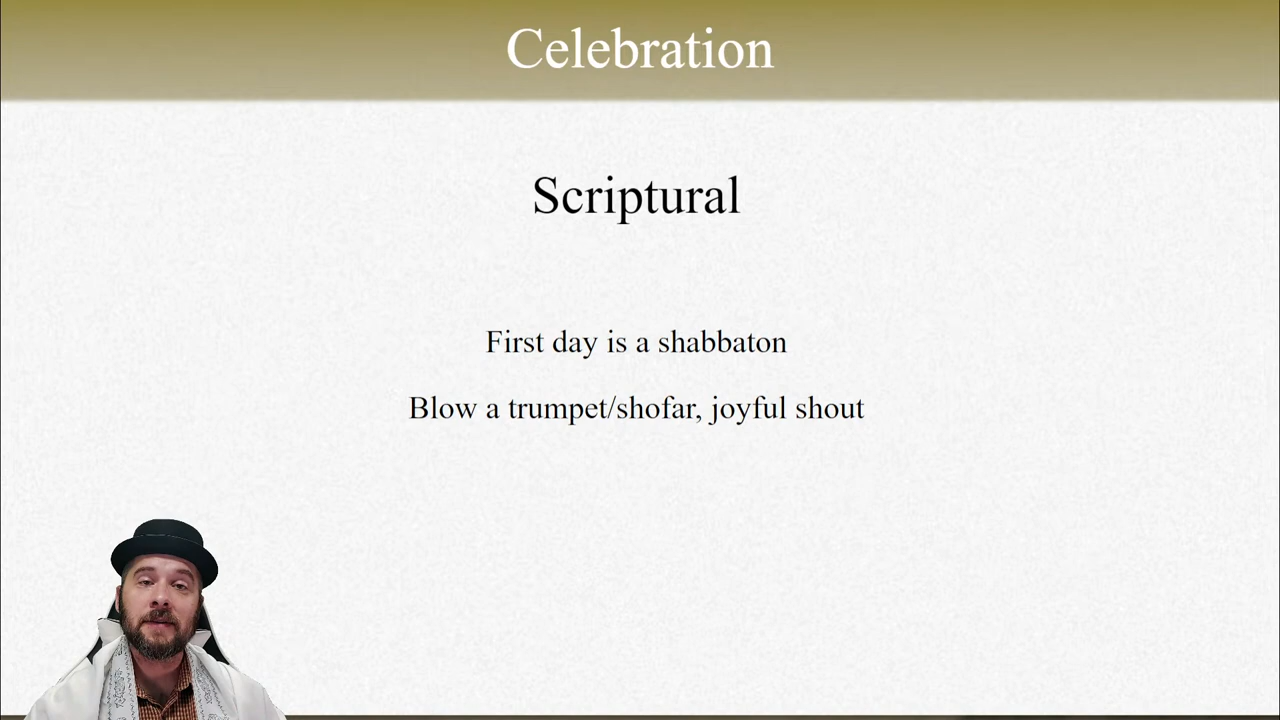 Celebration
Scriptural
First day is a shabbaton
Blow a trumpet/shofar, joyful shout